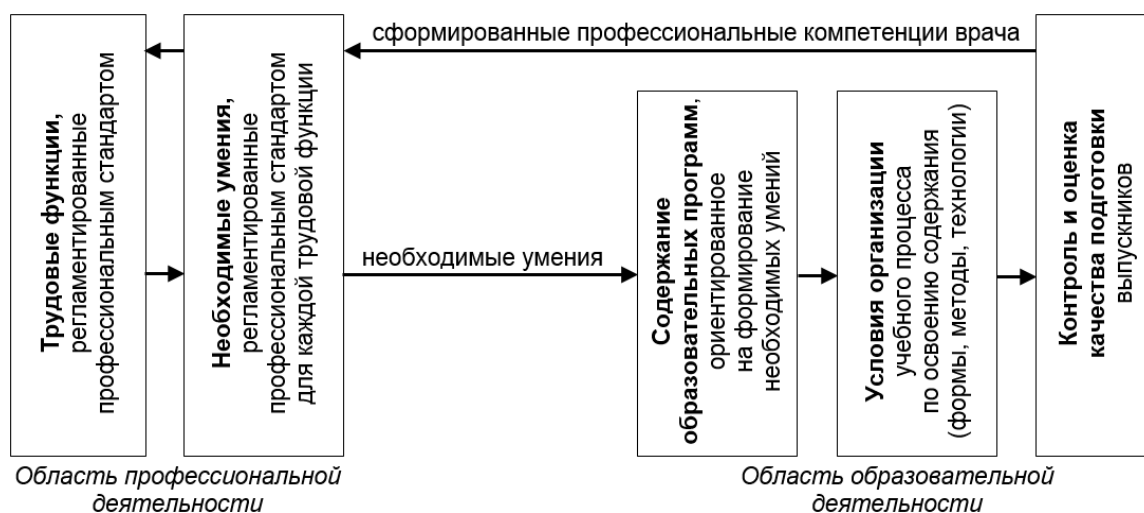 сформированные профессиональные компетенции врача
Трудовые функции,
регламентированные
профессиональным стандартом
Необходимые умения,
регламентированные
профессиональным стандартом
для каждой трудовой функции
необходимые умения
Содержание
образовательных программ,
ориентированное
на формирование
необходимых умений
Условия организации
учебного процесса
по освоению содержания
(формы, методы, технологии)
Контроль и оценка
качества подготовки
выпускников
Область профессиональной
деятельности
Область образовательной
деятельности